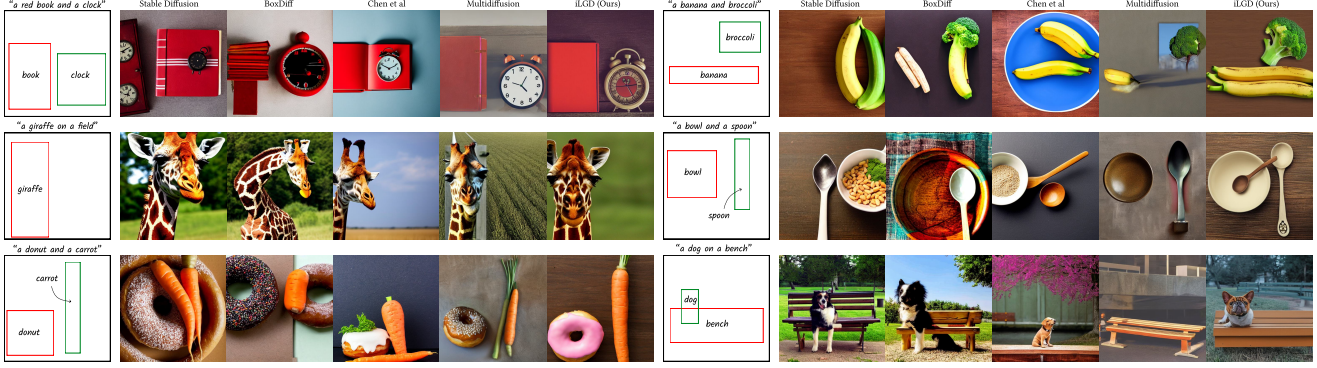 "a red book and a clock"
Stable Diffusion
BoxDiff
Chen et al
Multidiffusion
iLGD (Ours)
book
clock
"a banana and broccoli"
Stable Diffusion
BoxDiff
Chen et al
Multidiffusion
iLGD (Ours)
broccoli
banana
"a giraffe on a field"
giraffe
"a bowl and a spoon"
bowl
spoon
"a donut and a carrot"
carrot
donut
"a dog on a bench"
dog
bench